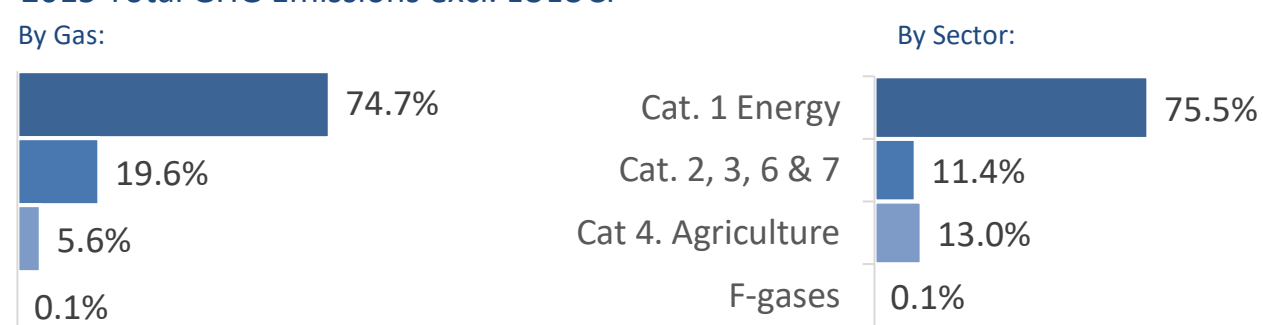 By Gas:
By Sector:
74.7%
19.6%
5.6%
0.1%
Cat. 1 Energy
75.5%
Cat. 2, 3, 6 & 7
11.4%
Cat 4. Agriculture
13.0%
F-gases
0.1%